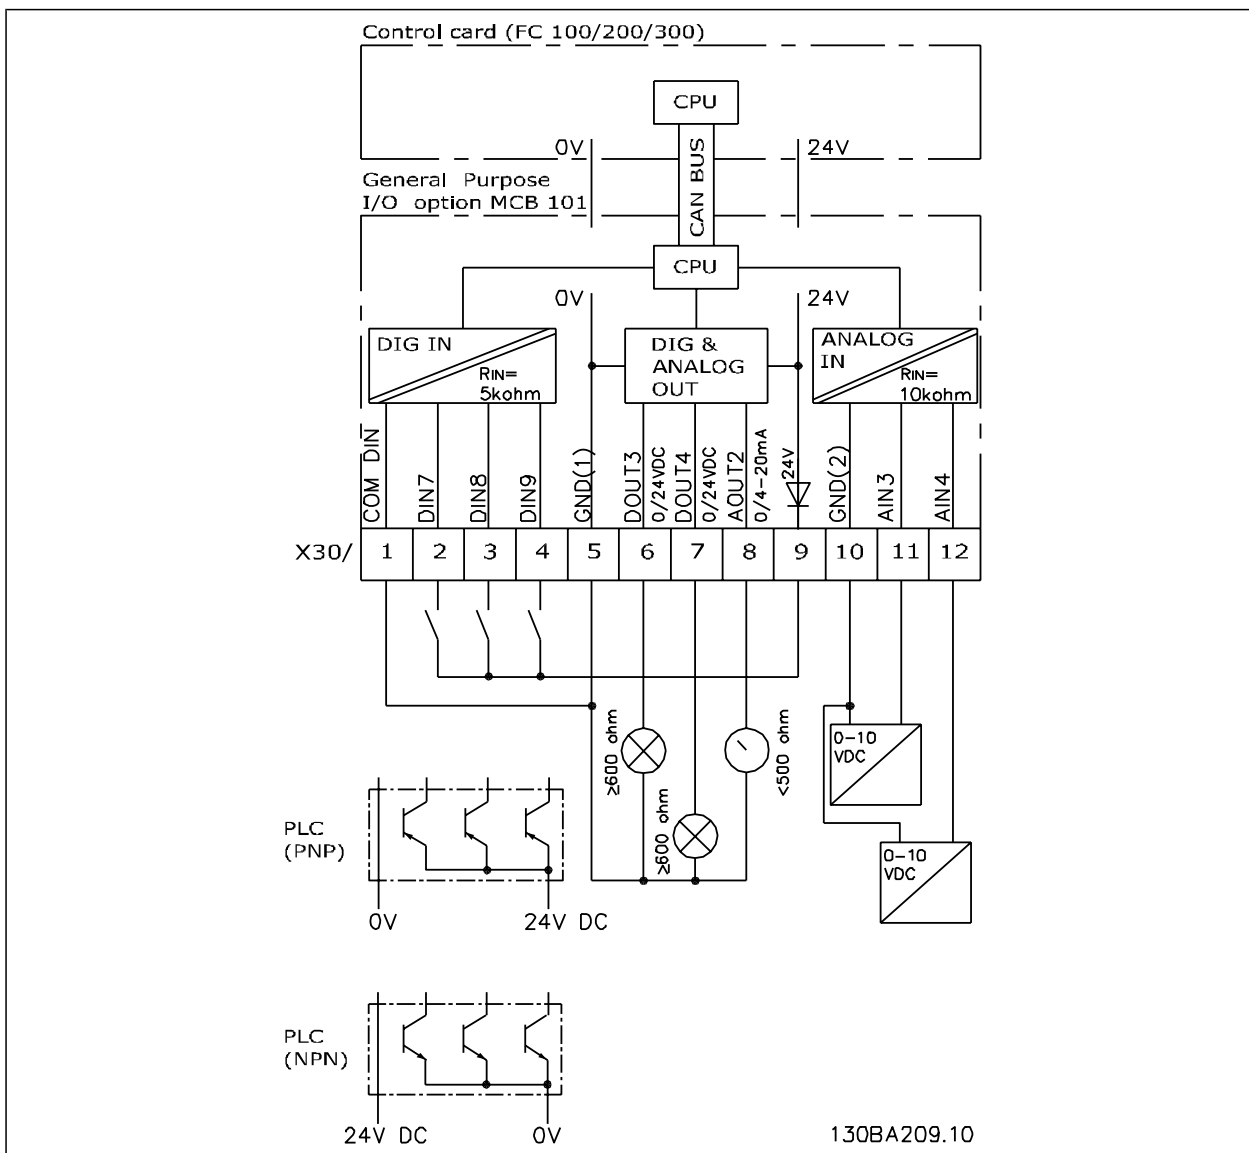 Control card (FC 100/200/300)
CPU
0V
24V
CAN BUS
General Purpose
I/O option MCB 101
CPU
0V
24V
DIG IN
RIN=
5kohm
DIG &
ANALOG
OUT
ANALOG
IN
RIN=
10kohm
COM DIN
DIN7
DIN8
DIN9
GND(1)
DOUT3
0/24VDC
DOUT4
0/24VDC
AOUT2
0/4-20mA
24V
GND(2)
AIN3
AIN4
X30/ 1 2 3 4 5 6 7 8 9 10 11 12
≥600 ohm
≥600 ohm
<500 ohm
0-10
VDC
0-10
VDC
PLC
(PNP)
0V
24V DC
PLC
(NPN)
24V DC
0V
130BA209.10